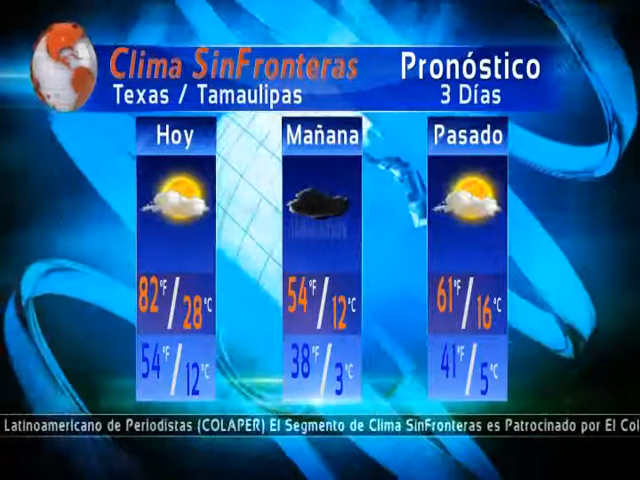 Clima SinFronteras
Texas / Tamaulipas
Pronóstico
3 Días
Hoy
82°F/28°C
54°F/12°C
Mañana
54°F/12°C
38°F/3°C
Pasado
61°F/16°C
41°F/5°C
Latinoamericano de Periodistas (COLAPER) El Segmento de Clima SinFronteras es Patrocinado por El Col